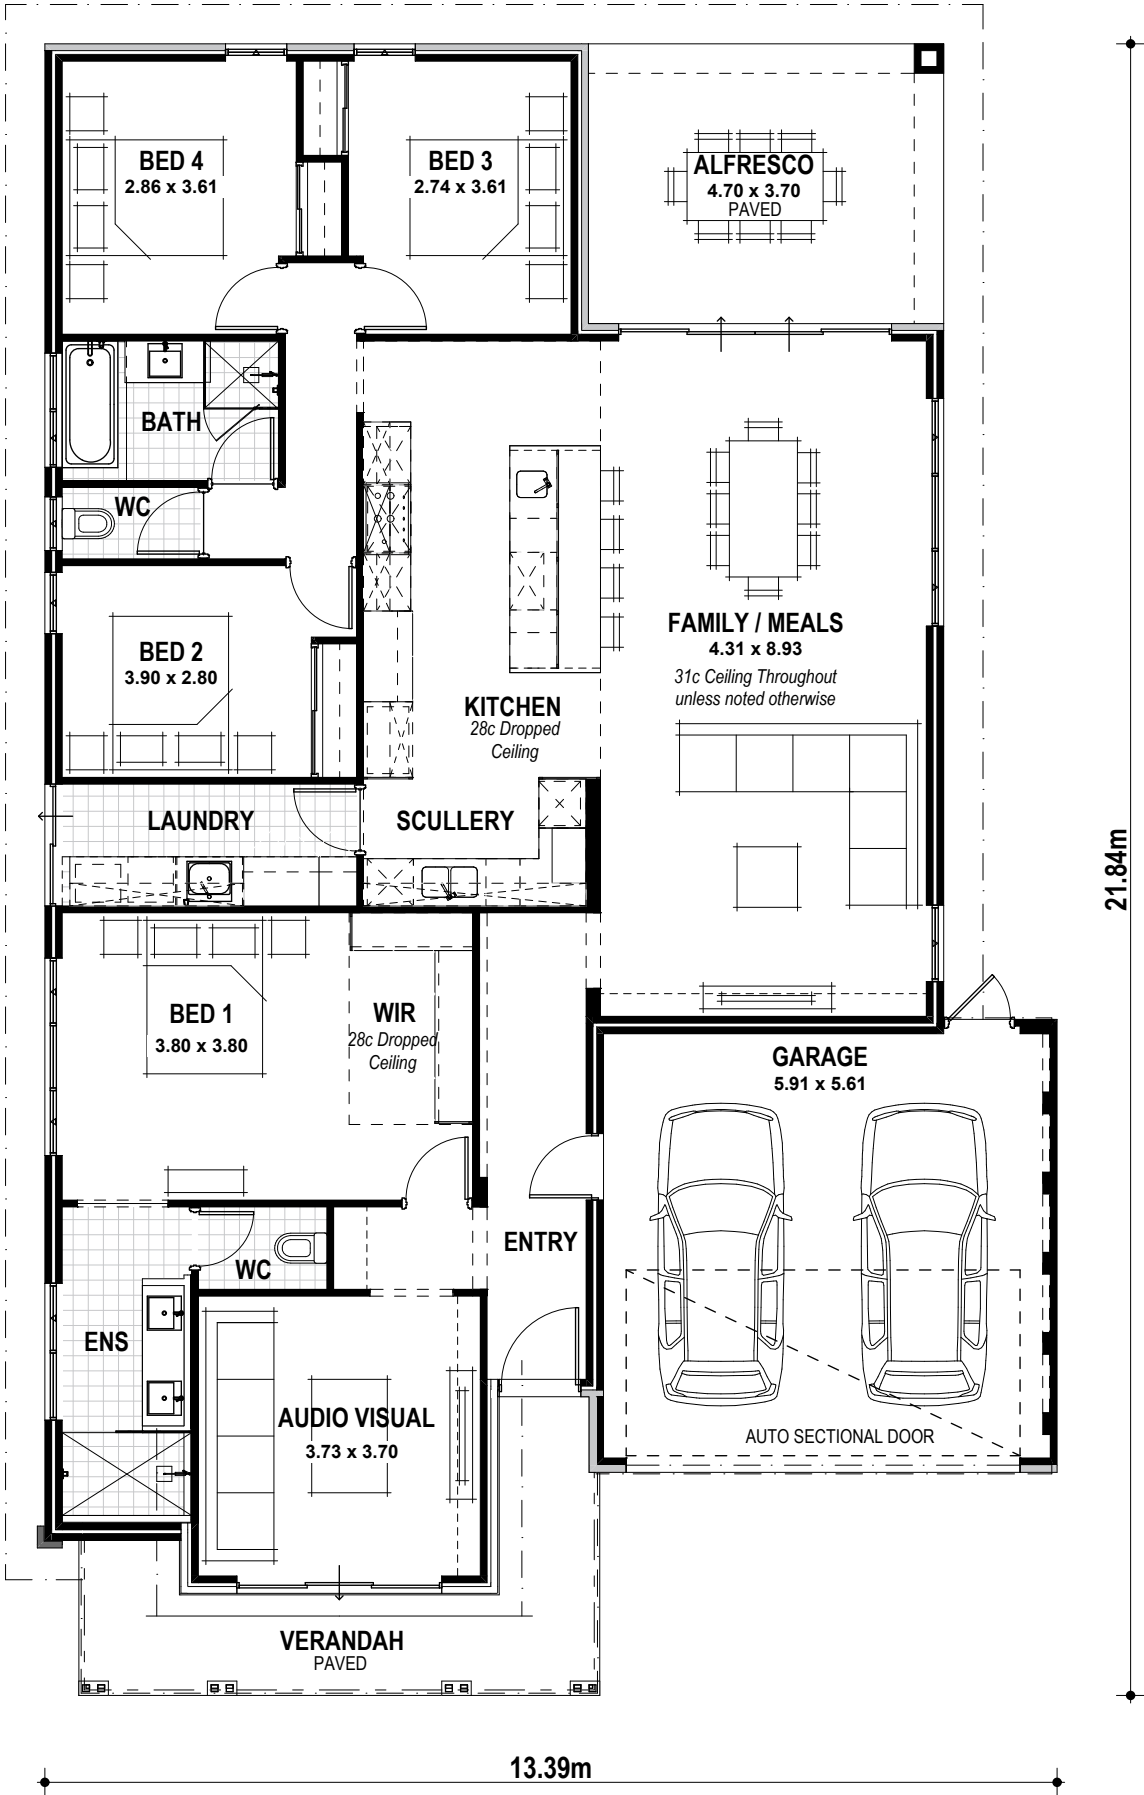 BED 4
2.86 x 3.61
BED 3
2.74 x 3.61
ALFRESCO
4.70 x 3.70
PAVED
BATH
WC
BED 2
3.90 x 2.80
FAMILY / MEALS
4.31 x 8.93
31c Ceiling Throughout
unless noted otherwise
KITCHEN
28c Dropped
Ceiling
LAUNDRY
SCULLERY
21.84m
BED 1
3.80 x 3.80
WIR
28c Dropped
Ceiling
GARAGE
5.91 x 5.61
ENTRY
WC
ENS
AUDIO VISUAL
3.73 x 3.70
AUTO SECTIONAL DOOR
VERANDAH
PAVED
13.39m